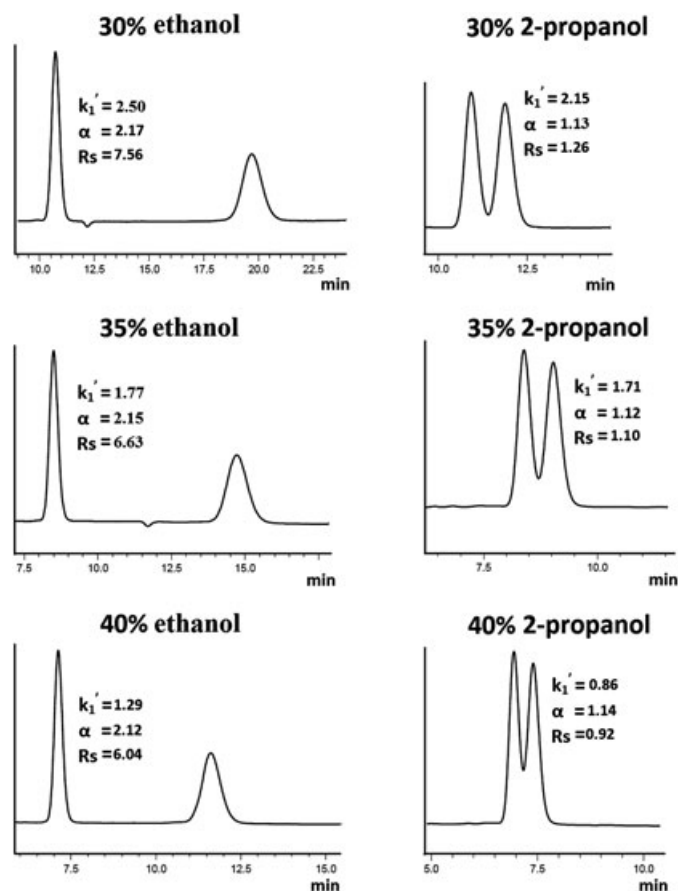 30% ethanol
k₁′ = 2.50
α = 2.17
Rs = 7.56
10.0 12.5 15.0 17.5 20.0 22.5
min
30% 2-propanol
k₁′ = 2.15
α = 1.13
Rs = 1.26
10.0 12.5
min
35% ethanol
k₁′ = 1.77
α = 2.15
Rs = 6.63
7.5 10.0 12.5 15.0
min
35% 2-propanol
k₁′ = 1.71
α = 1.12
Rs = 1.10
7.5 10.0
min
40% ethanol
k₁′ = 1.29
α = 2.12
Rs = 6.04
7.5 10.0 12.5 15.0
min
40% 2-propanol
k₁′ = 0.86
α = 1.14
Rs = 0.92
5.0 7.5 10.0
min